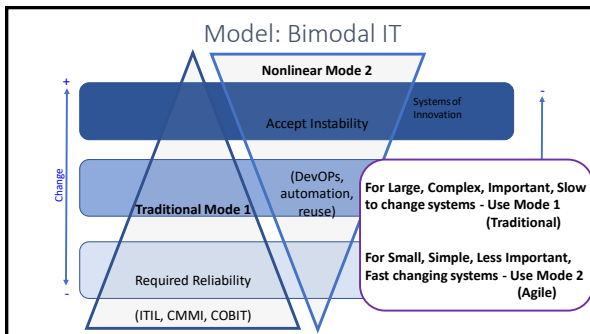 Model: Bimodal IT
Nonlinear Mode 2
+
-
Systems of
Innovation
Accept Instability
Change
(DevOPs,
automation,
reuse)
Traditional Mode 1
For Large, Complex, Important, Slow
to change systems - Use Mode 1
(Traditional)
For Small, Simple, Less Important,
Fast changing systems - Use Mode 2
(Agile)
Required Reliability
-
(ITIL, CMMI, COBIT)